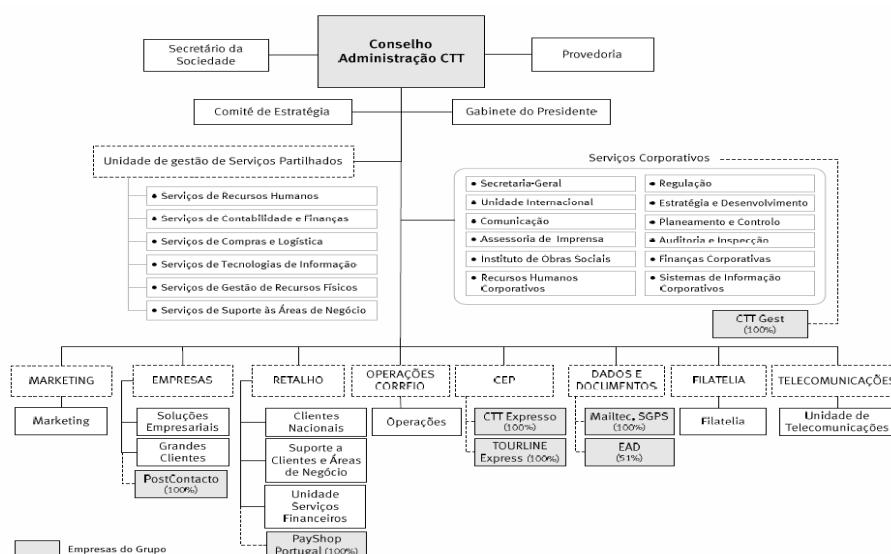 Conselho
Administração CTT
Secretário da
Sociedade
Provedoria
Comité de Estratégia
Gabinete do Presidente
Unidade de gestão de Serviços Partilhados
• Serviços de Recursos Humanos
• Serviços de Contabilidade e Finanças
• Serviços de Compras e Logística
• Serviços de Tecnologias de Informação
• Serviços de Gestão de Recursos Físicos
• Serviços de Suporte às Áreas de Negócio
Serviços Corporativos
• Secretaria-Geral
• Unidade Internacional
• Comunicação
• Assessoria de Imprensa
• Instituto de Obras Sociais
• Recursos Humanos
Corporativos
• Regulação
• Estratégia e Desenvolvimento
• Planeamento e Controlo
• Auditoria e Inspecção
• Finanças Corporativas
• Sistemas de Informação
Corporativos
CTT Gest
(100%)
MARKETING
Marketing
EMPRESAS
Soluções
Empresariais
Grandes
Clientes
PostContacto
(100%)
RETALHO
Clientes
Nacionais
Suporte a
Clientes e Áreas
de Negócio
Unidade
Serviços
Financeiros
PayShop
Portugal (100%)
OPERAÇÕES
CORREIO
Operações
CEP
CTT Expresso
(100%)
TOURLINE
Express (100%)
DADOS E
DOCUMENTOS
Mailtec, SGPS
(100%)
EAD
(51%)
FILATELIA
Filatelia
TELECOMUNICAÇÕES
Unidade de
Telecomunicações
Empresas do Grupo